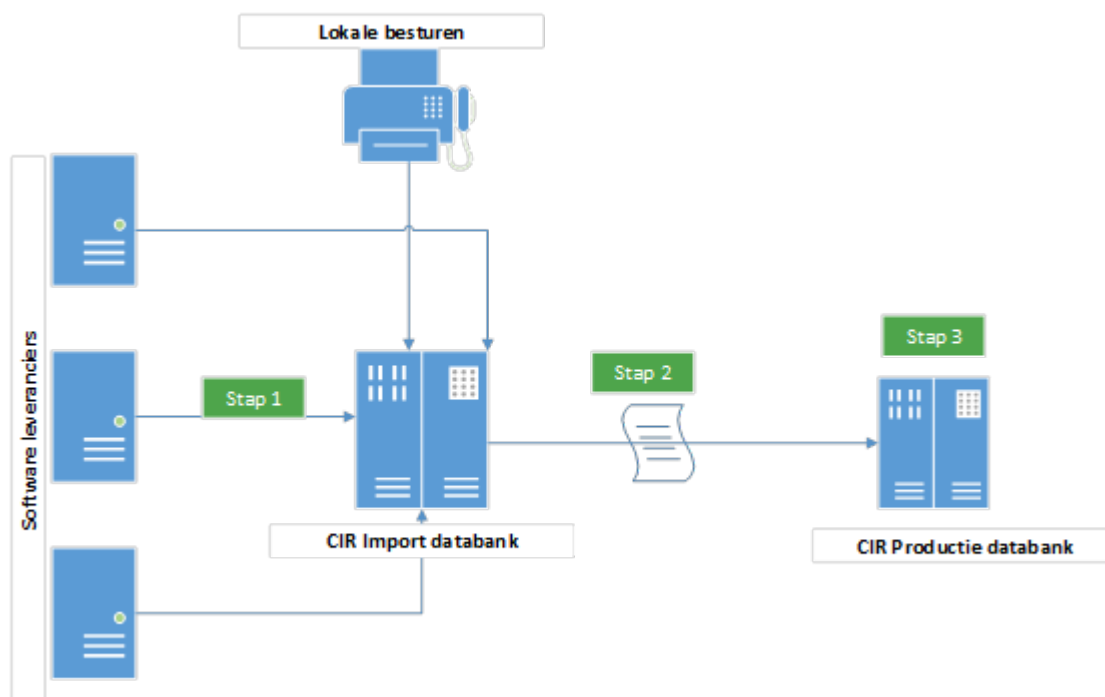 Lokale besturen
Software leveranciers
Stap 1
Stap 2
Stap 3
CIR Import databank
CIR Productie databank